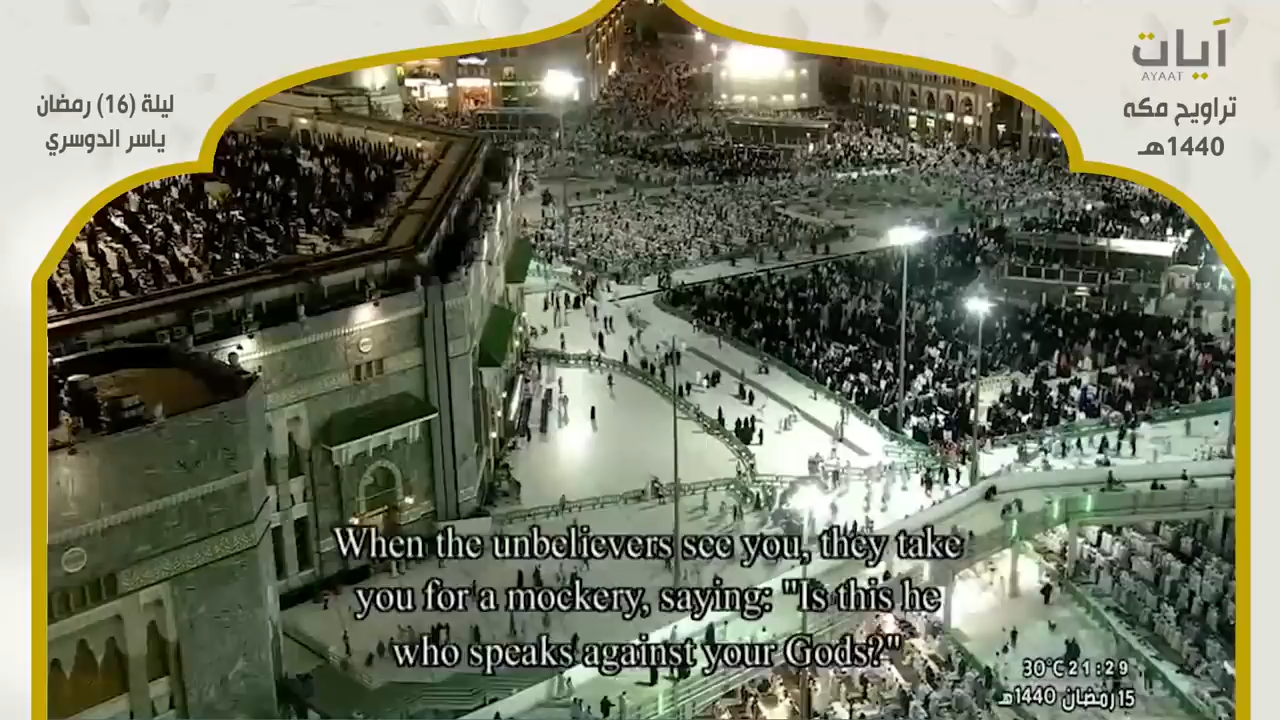 آيات
AYAAT
تراويح مكه
1440هـ
ليلة (16) رمضان
ياسر الدوسري
When the unbelievers see you, they take
you for a mockery, saying: "Is this he
who speaks against your Gods?"
30°C 21:29
15 رمضان 1440هـ